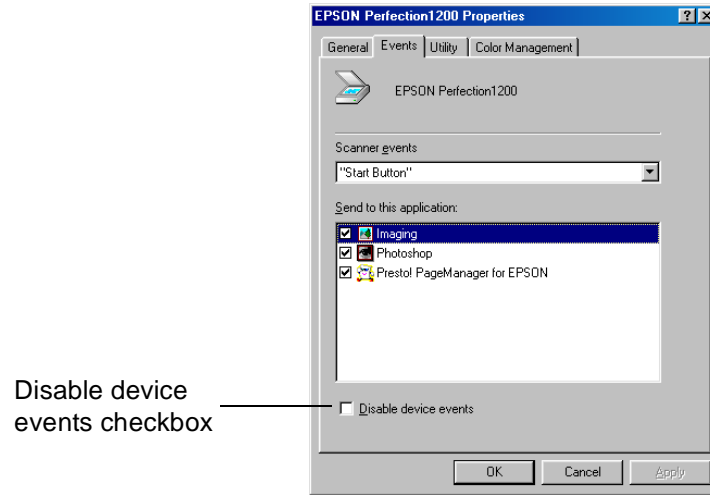 EPSON Perfection1200 Properties
General Events Utility Color Management
EPSON Perfection1200
Scanner events
"Start Button"
Send to this application:
Imaging
Photoshop
Presto! PageManager for EPSON
Disable device
events checkbox
Disable device events
OK Cancel Apply